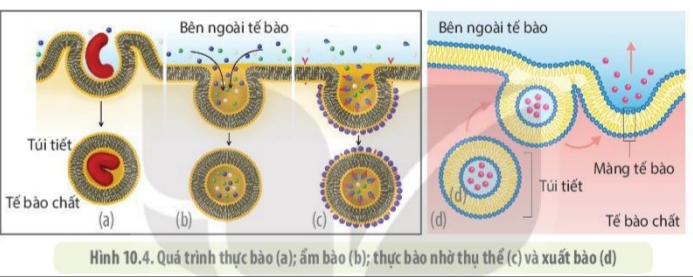 Bên ngoài tế bào
Túi tiết
Tế bào chất
(a)
(b)
(c)
Bên ngoài tế bào
Màng tế bào
(d)
Túi tiết
(d)
Tế bào chất
Hình 10.4. Quá trình thực bào (a); ẩm bào (b); thực bào nhờ thụ thể (c) và xuất bào (d)